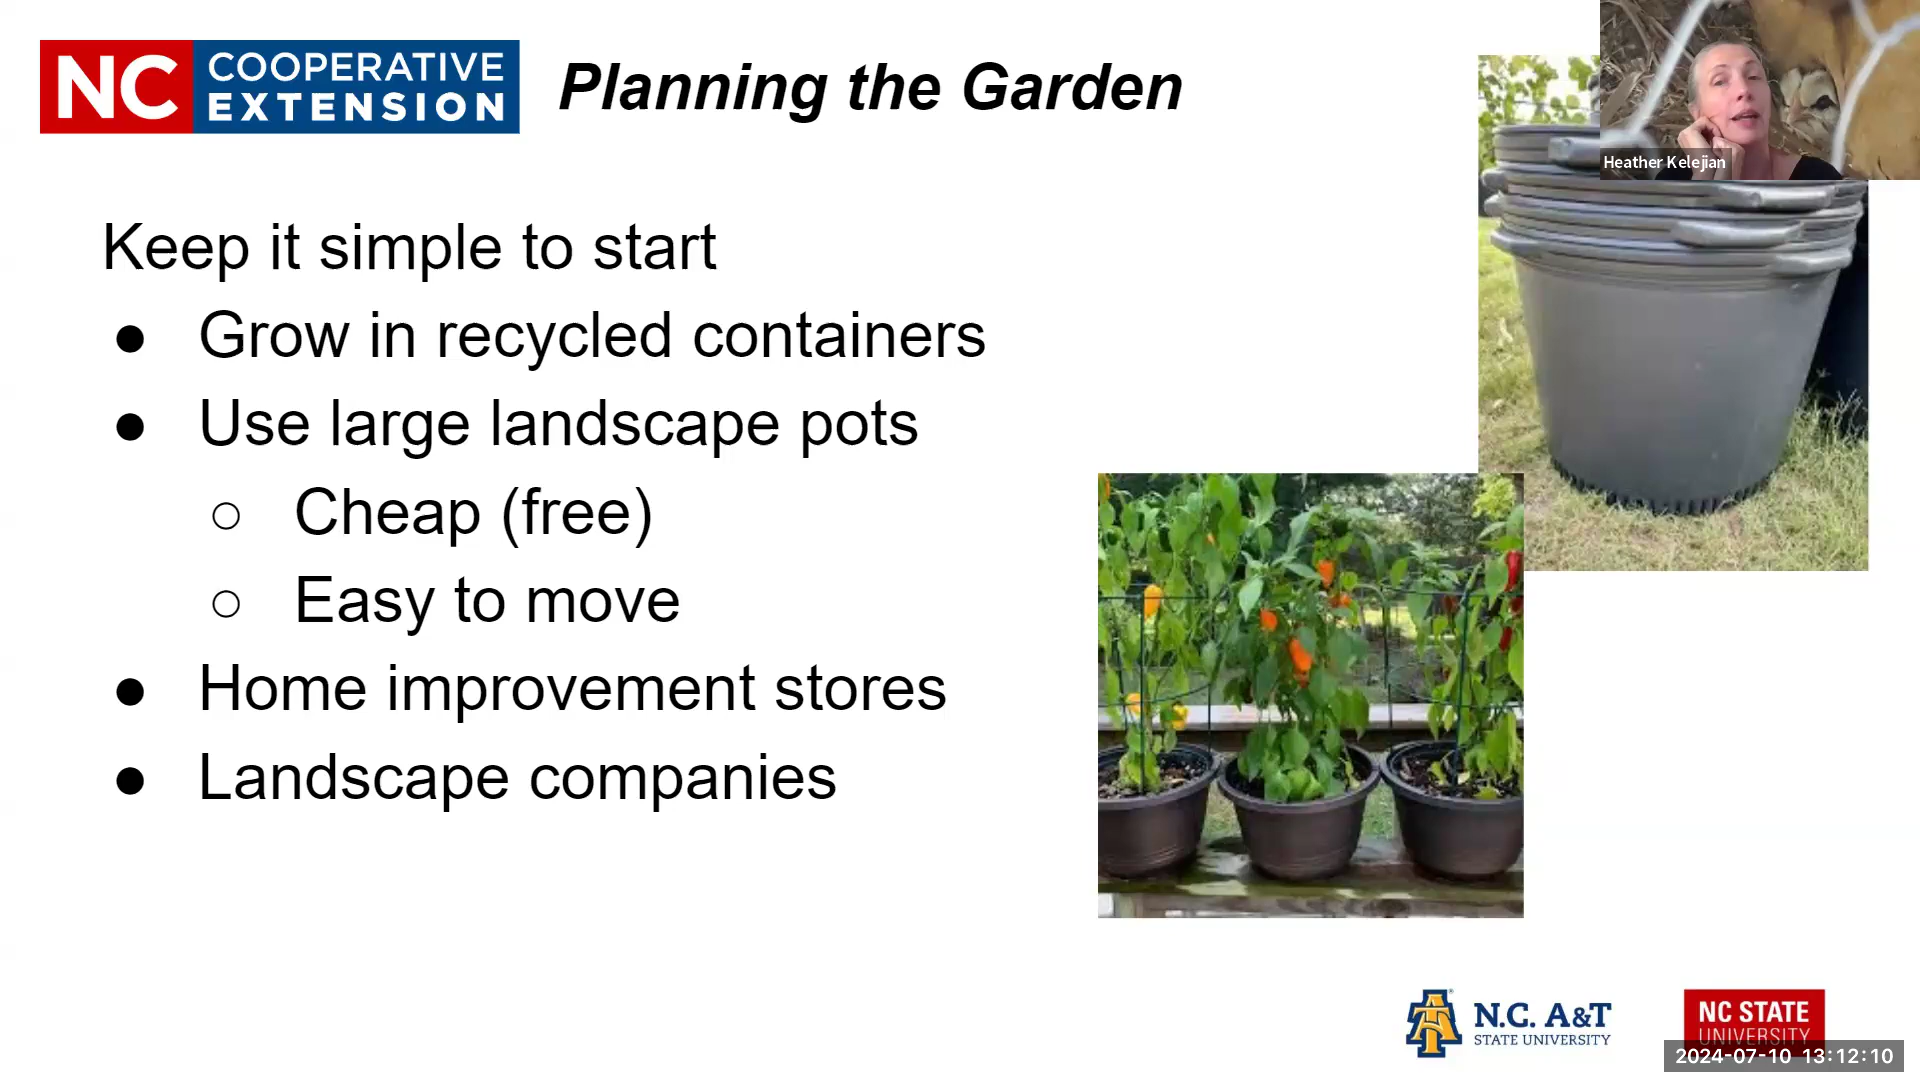 NC COOPERATIVE
EXTENSION
Planning the Garden
Heather Kelejian
Keep it simple to start
● Grow in recycled containers
● Use large landscape pots
○ Cheap (free)
○ Easy to move
● Home improvement stores
● Landscape companies
N.C. A&T
STATE UNIVERSITY
NC STATE
UNIVERSITY
2024-07-10 13:12:10